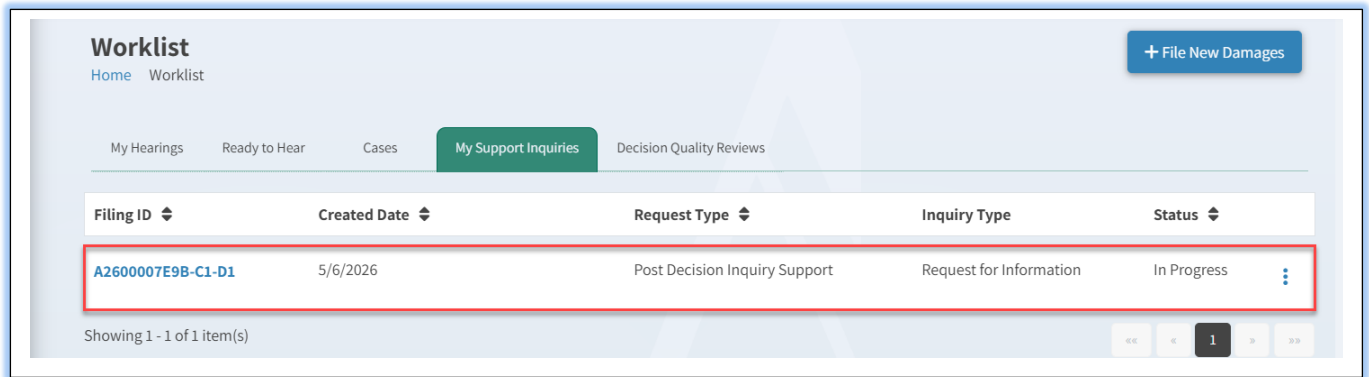 Worklist
+ File New Damages
Home Worklist
My Hearings Ready to Hear Cases My Support Inquiries Decision Quality Reviews
Filing ID Created Date Request Type Inquiry Type Status
A2600007E9B-C1-D1 5/6/2026 Post Decision Inquiry Support Request for Information In Progress
Showing 1 - 1 of 1 item(s)
«« « 1 » »»